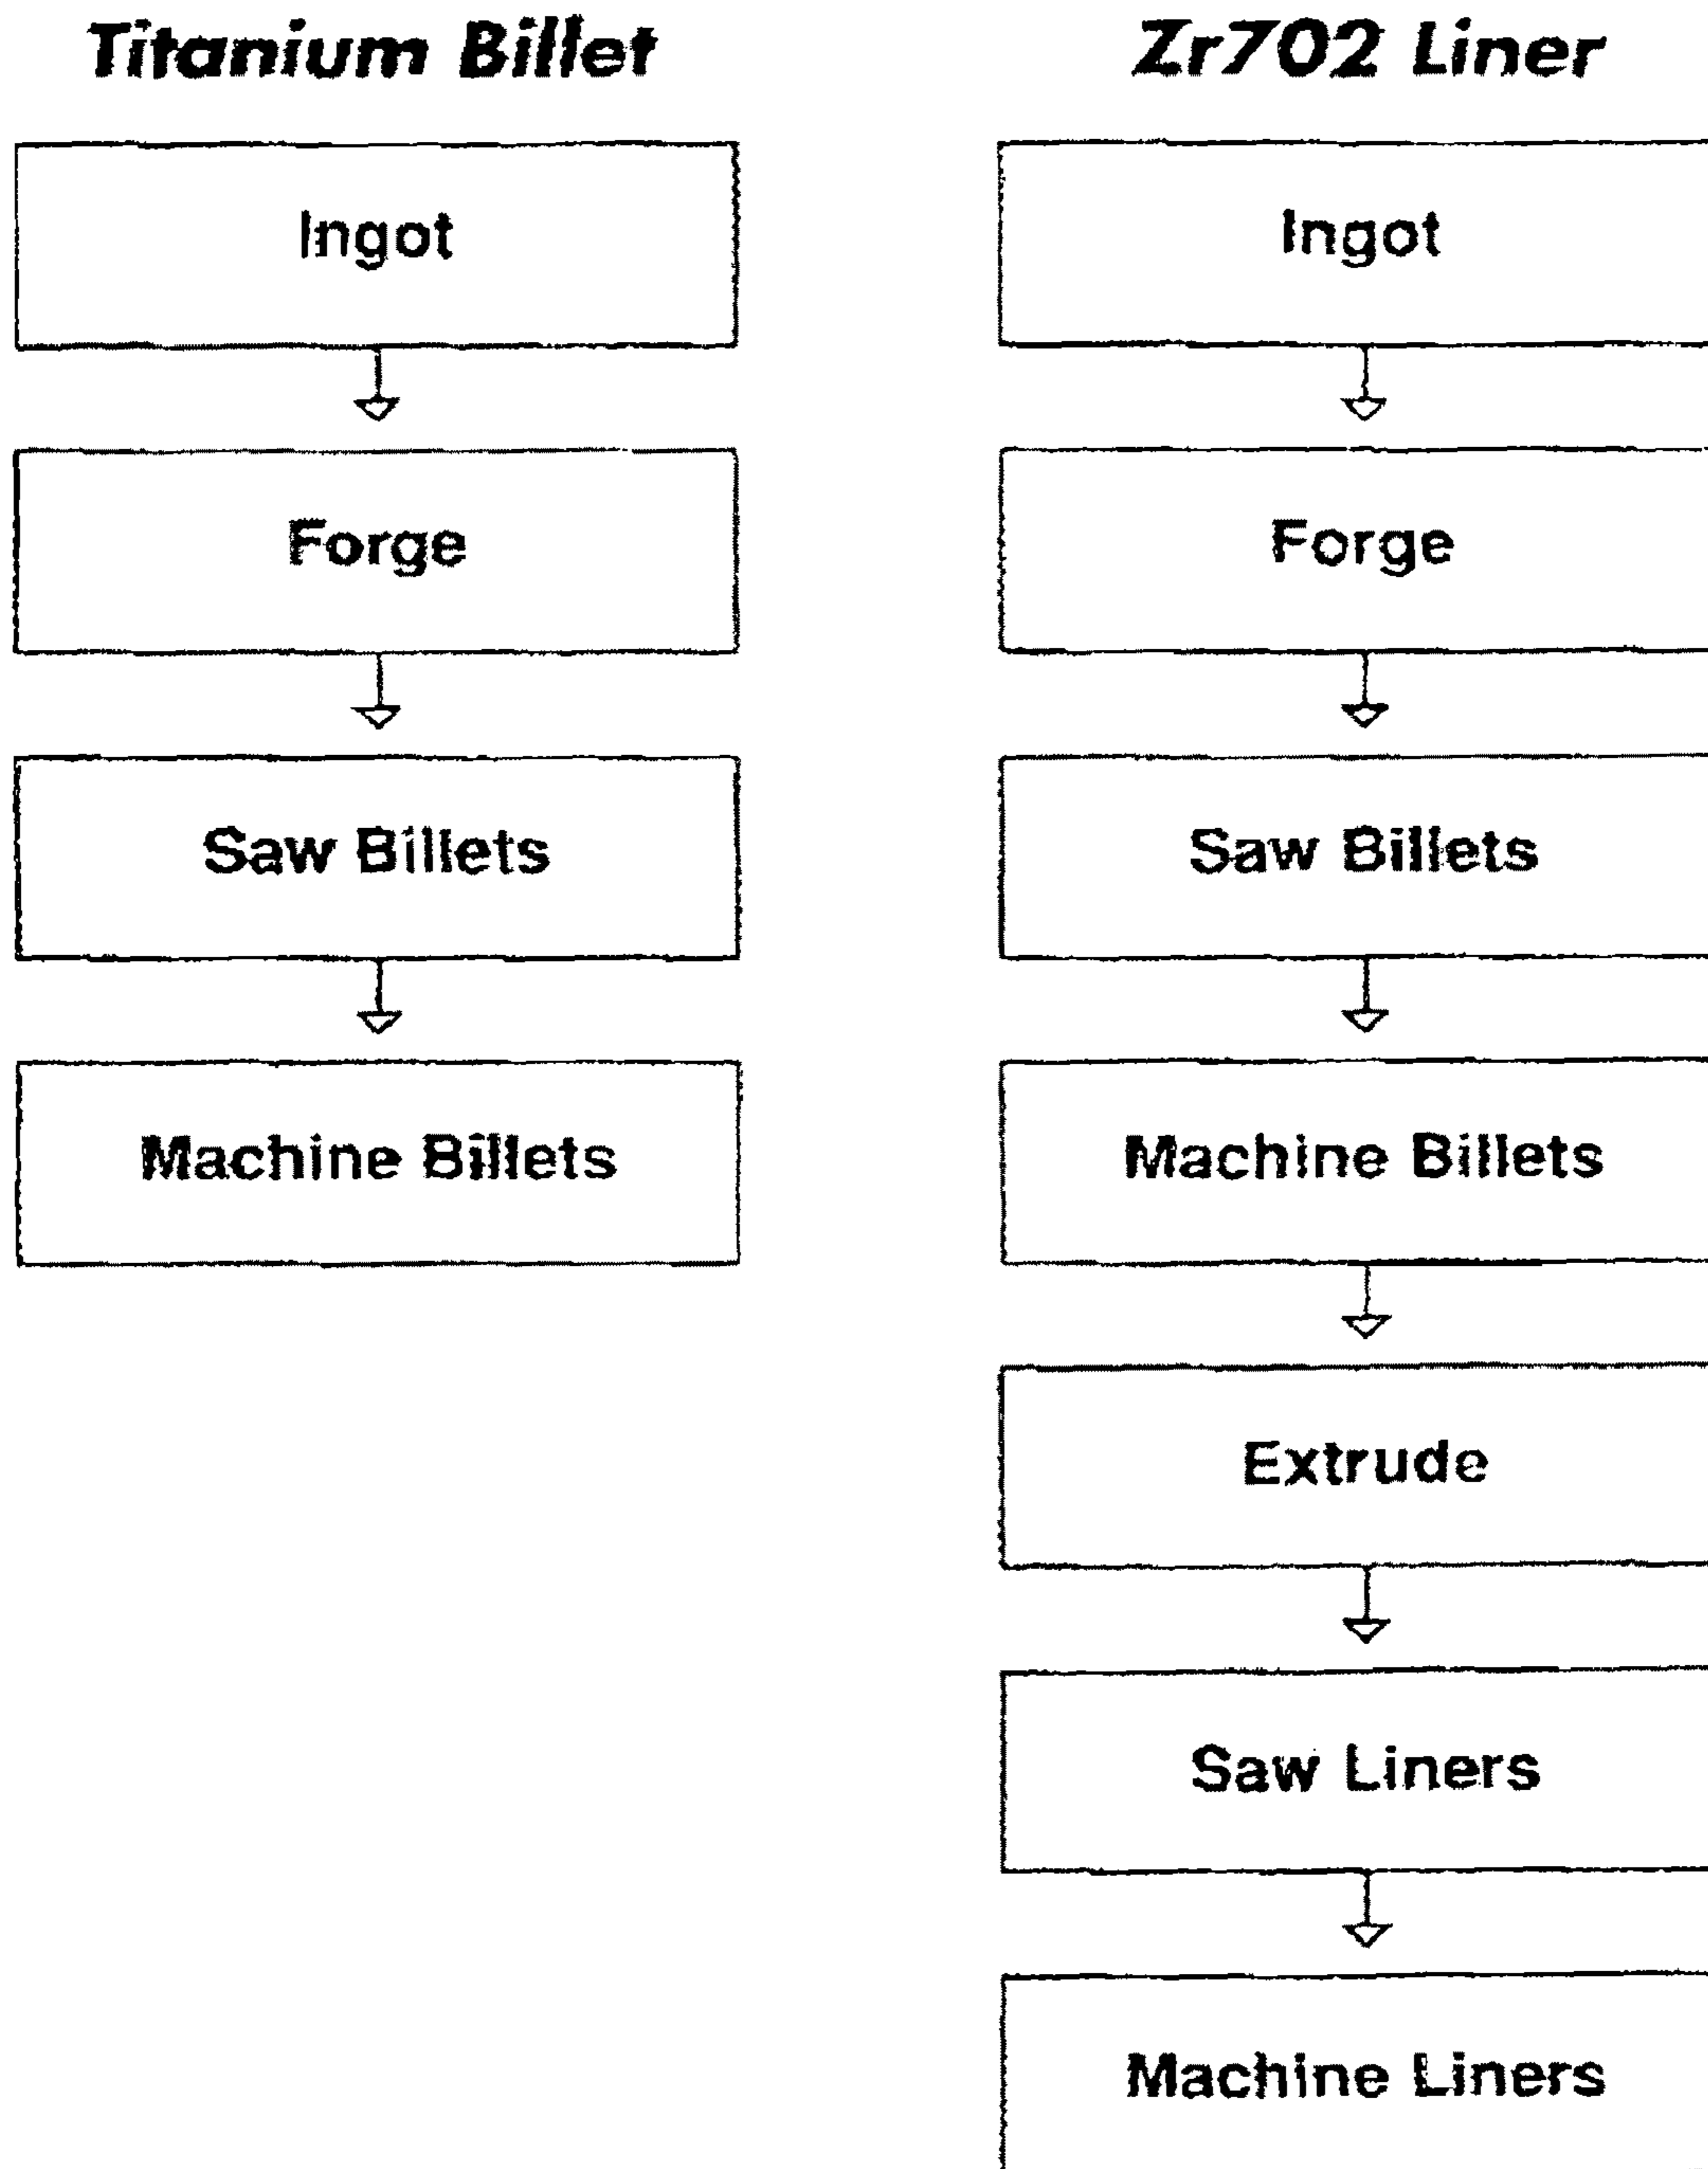 Titanium Billet
Ingot
Forge
Saw Billets
Machine Billets
Zr702 Liner
Ingot
Forge
Saw Billets
Machine Billets
Extrude
Saw Liners
Machine Liners